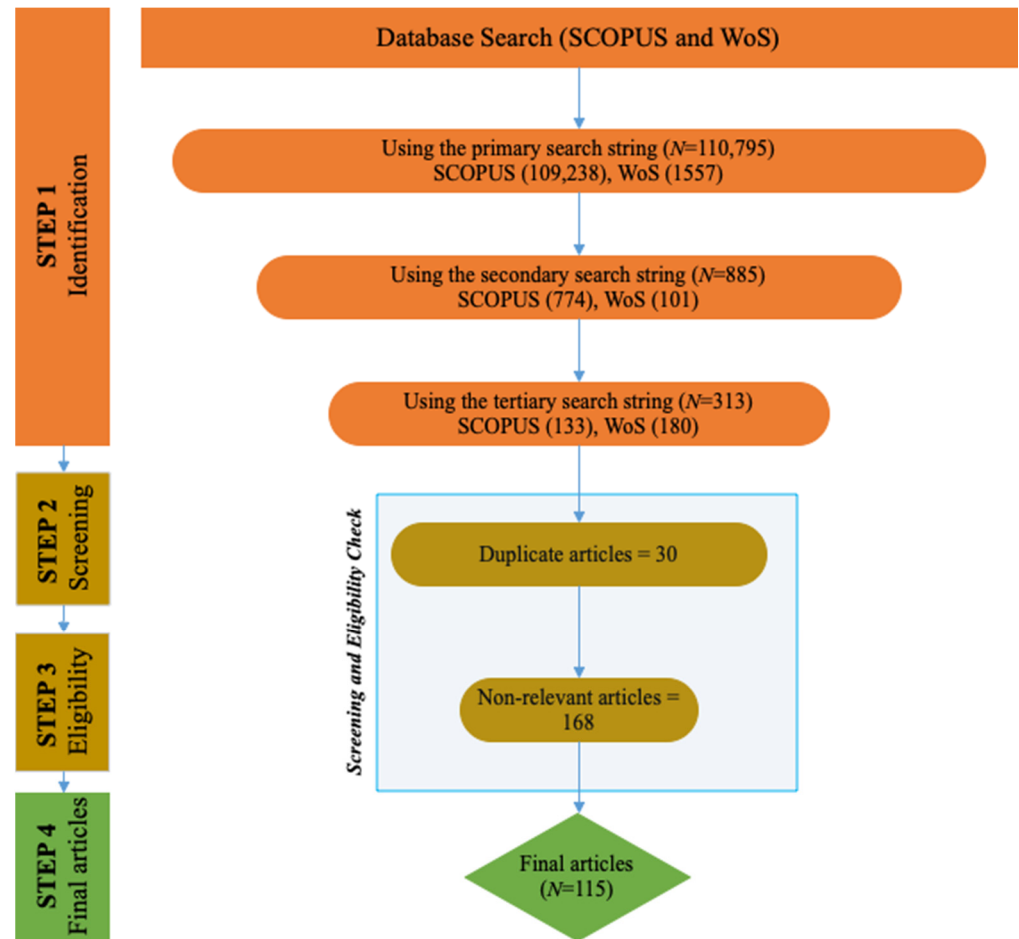 Database Search (SCOPUS and WoS)
STEP 1
Identification
Using the primary search string (N=110,795)
SCOPUS (109,238), WoS (1557)
Using the secondary search string (N=885)
SCOPUS (774), WoS (101)
Using the tertiary search string (N=313)
SCOPUS (133), WoS (180)
STEP 2
Screening
Screening and Eligibility Check
Duplicate articles = 30
STEP 3
Eligibility
Non-relevant articles =
168
STEP 4
Final articles
Final articles
(N=115)